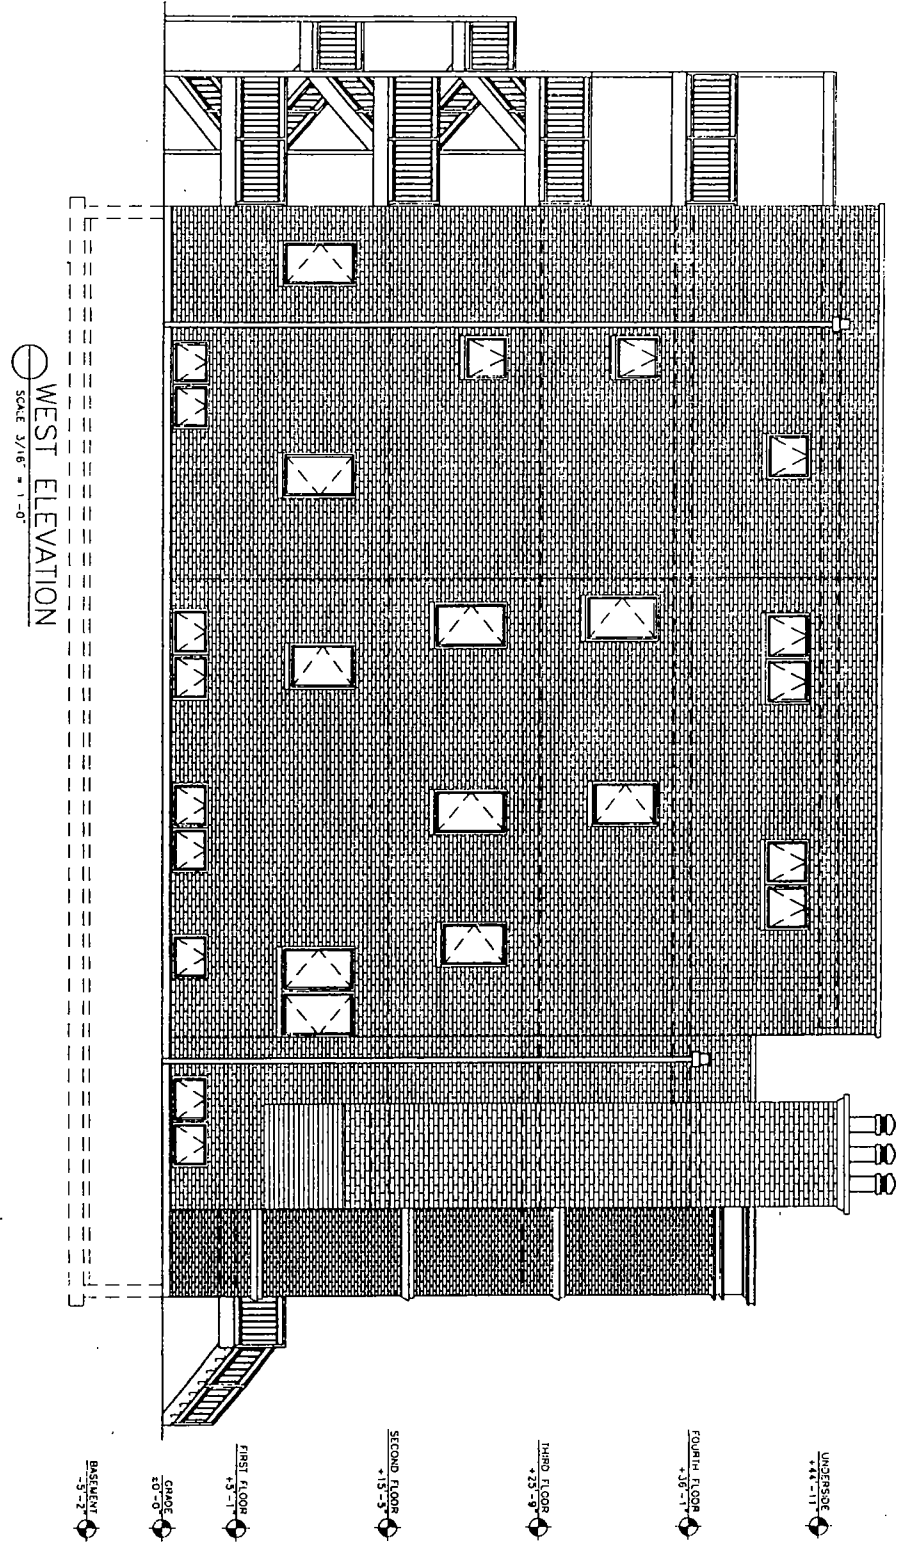 UNDERSIDE
+44'-11"
FOURTH FLOOR
+36'-1"
THIRD FLOOR
+25'-9"
SECOND FLOOR
+15'-5"
FIRST FLOOR
+5'-1"
GRADE
±0'-0"
BASEMENT
-5'-2"
WEST ELEVATION
SCALE 3/16" = 1'-0"